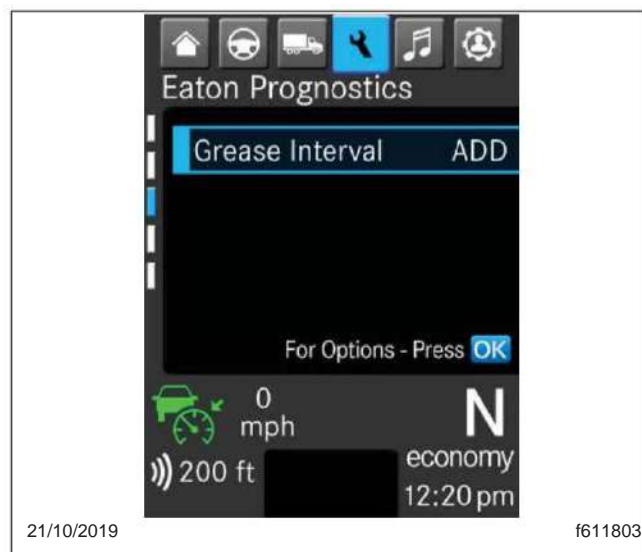 Eaton Prognostics
Grease Interval ADD
For Options - Press OK
0
mph
N
200 ft
economy
12:20 pm
21/10/2019 f611803